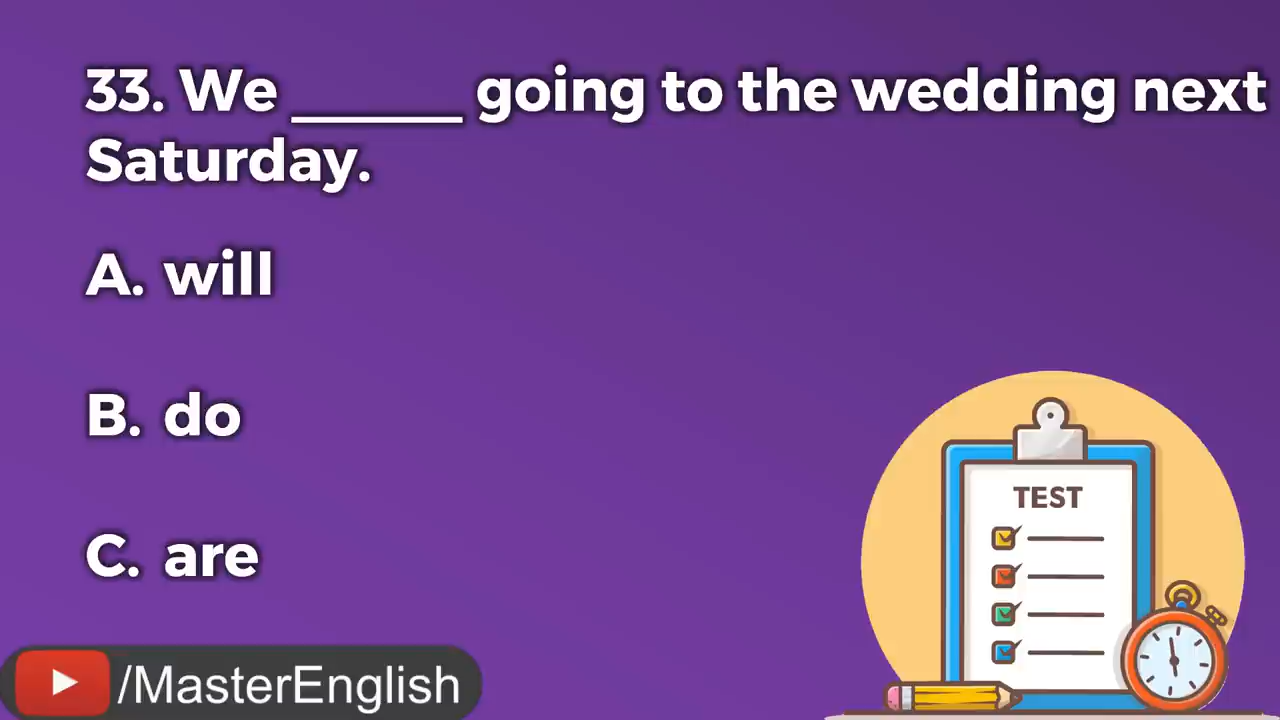 33. We ______ going to the wedding next
Saturday.
A. will
B. do
C. are
TEST
/MasterEnglish